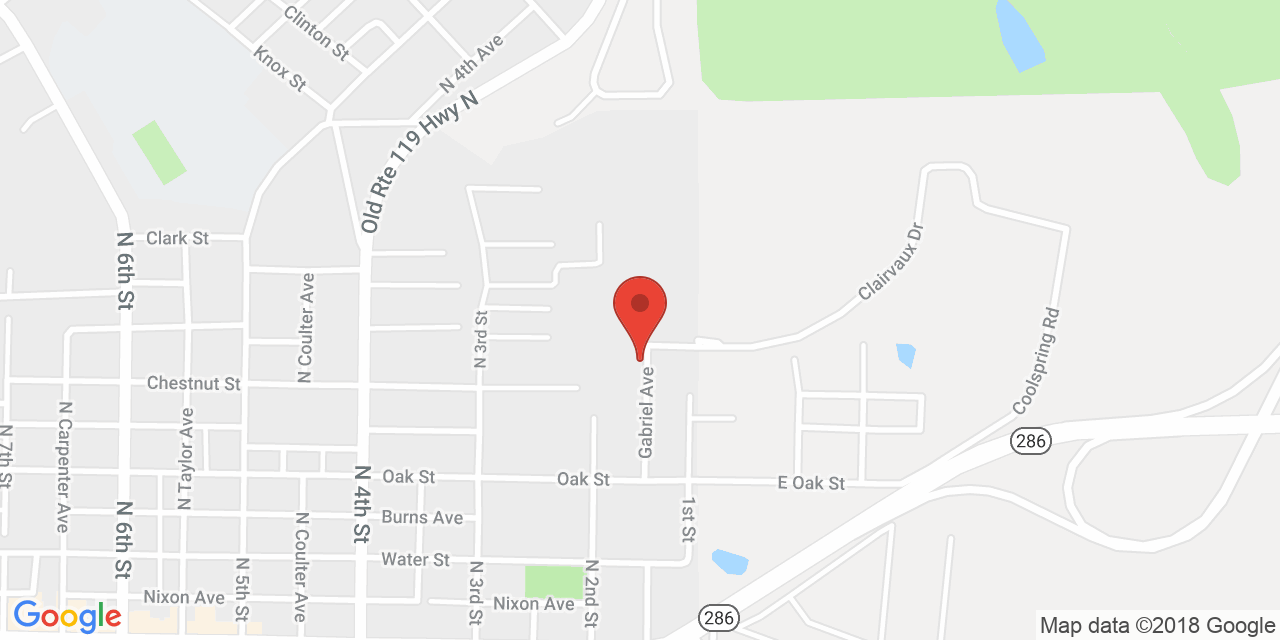 Clinton St
Knox St
N 4th Ave
Old Rte 119 Hwy N
Clark St
N 6th St
N Coulter Ave
N 3rd St
Clairvaux Dr
Coolspring Rd
Chestnut St
Gabriel Ave
N 7th St
N Carpenter Ave
N Taylor Ave
286
N 4th St
Oak St
Oak St
E Oak St
N 6th St
N Coulter Ave
Burns Ave
1st St
Water St
N 5th St
N 3rd St
N 2nd St
Nixon Ave
Nixon Ave
286
Google
Map data ©2018 Google